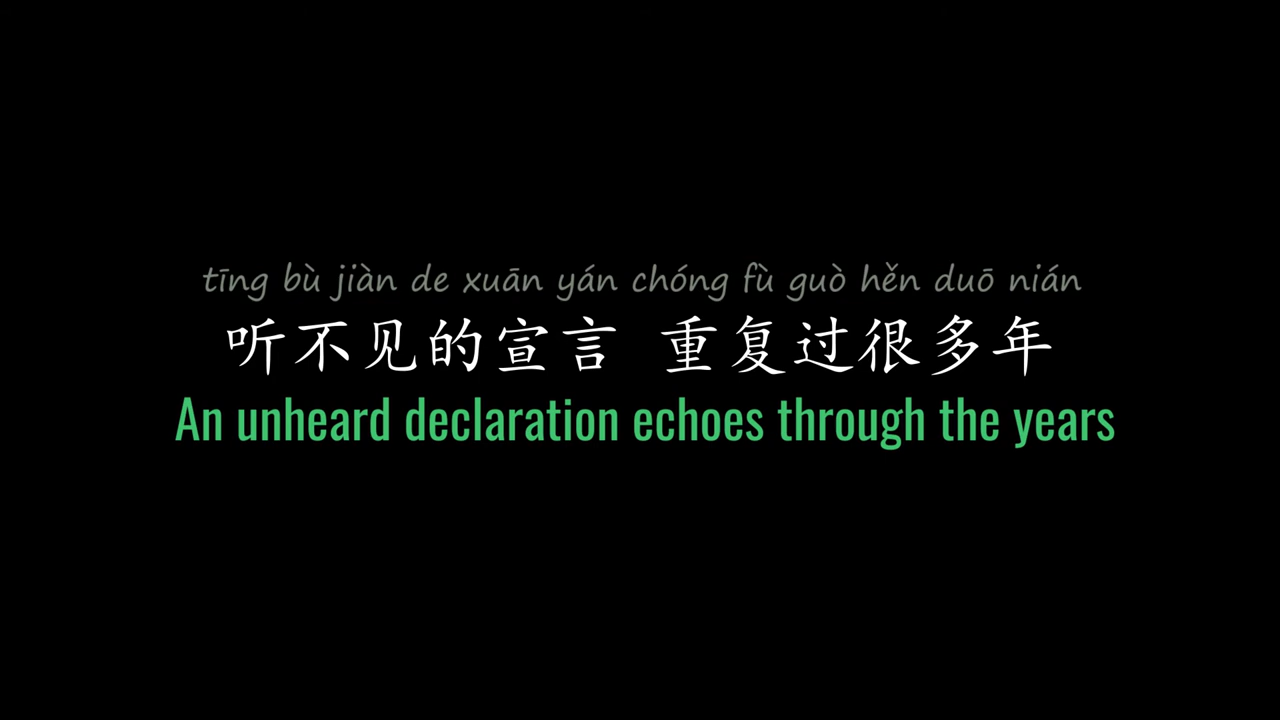 tīng bù jiàn de xuān yán chóng fù guò hěn duō nián
听不见的宣言 重复过很多年
An unheard declaration echoes through the years